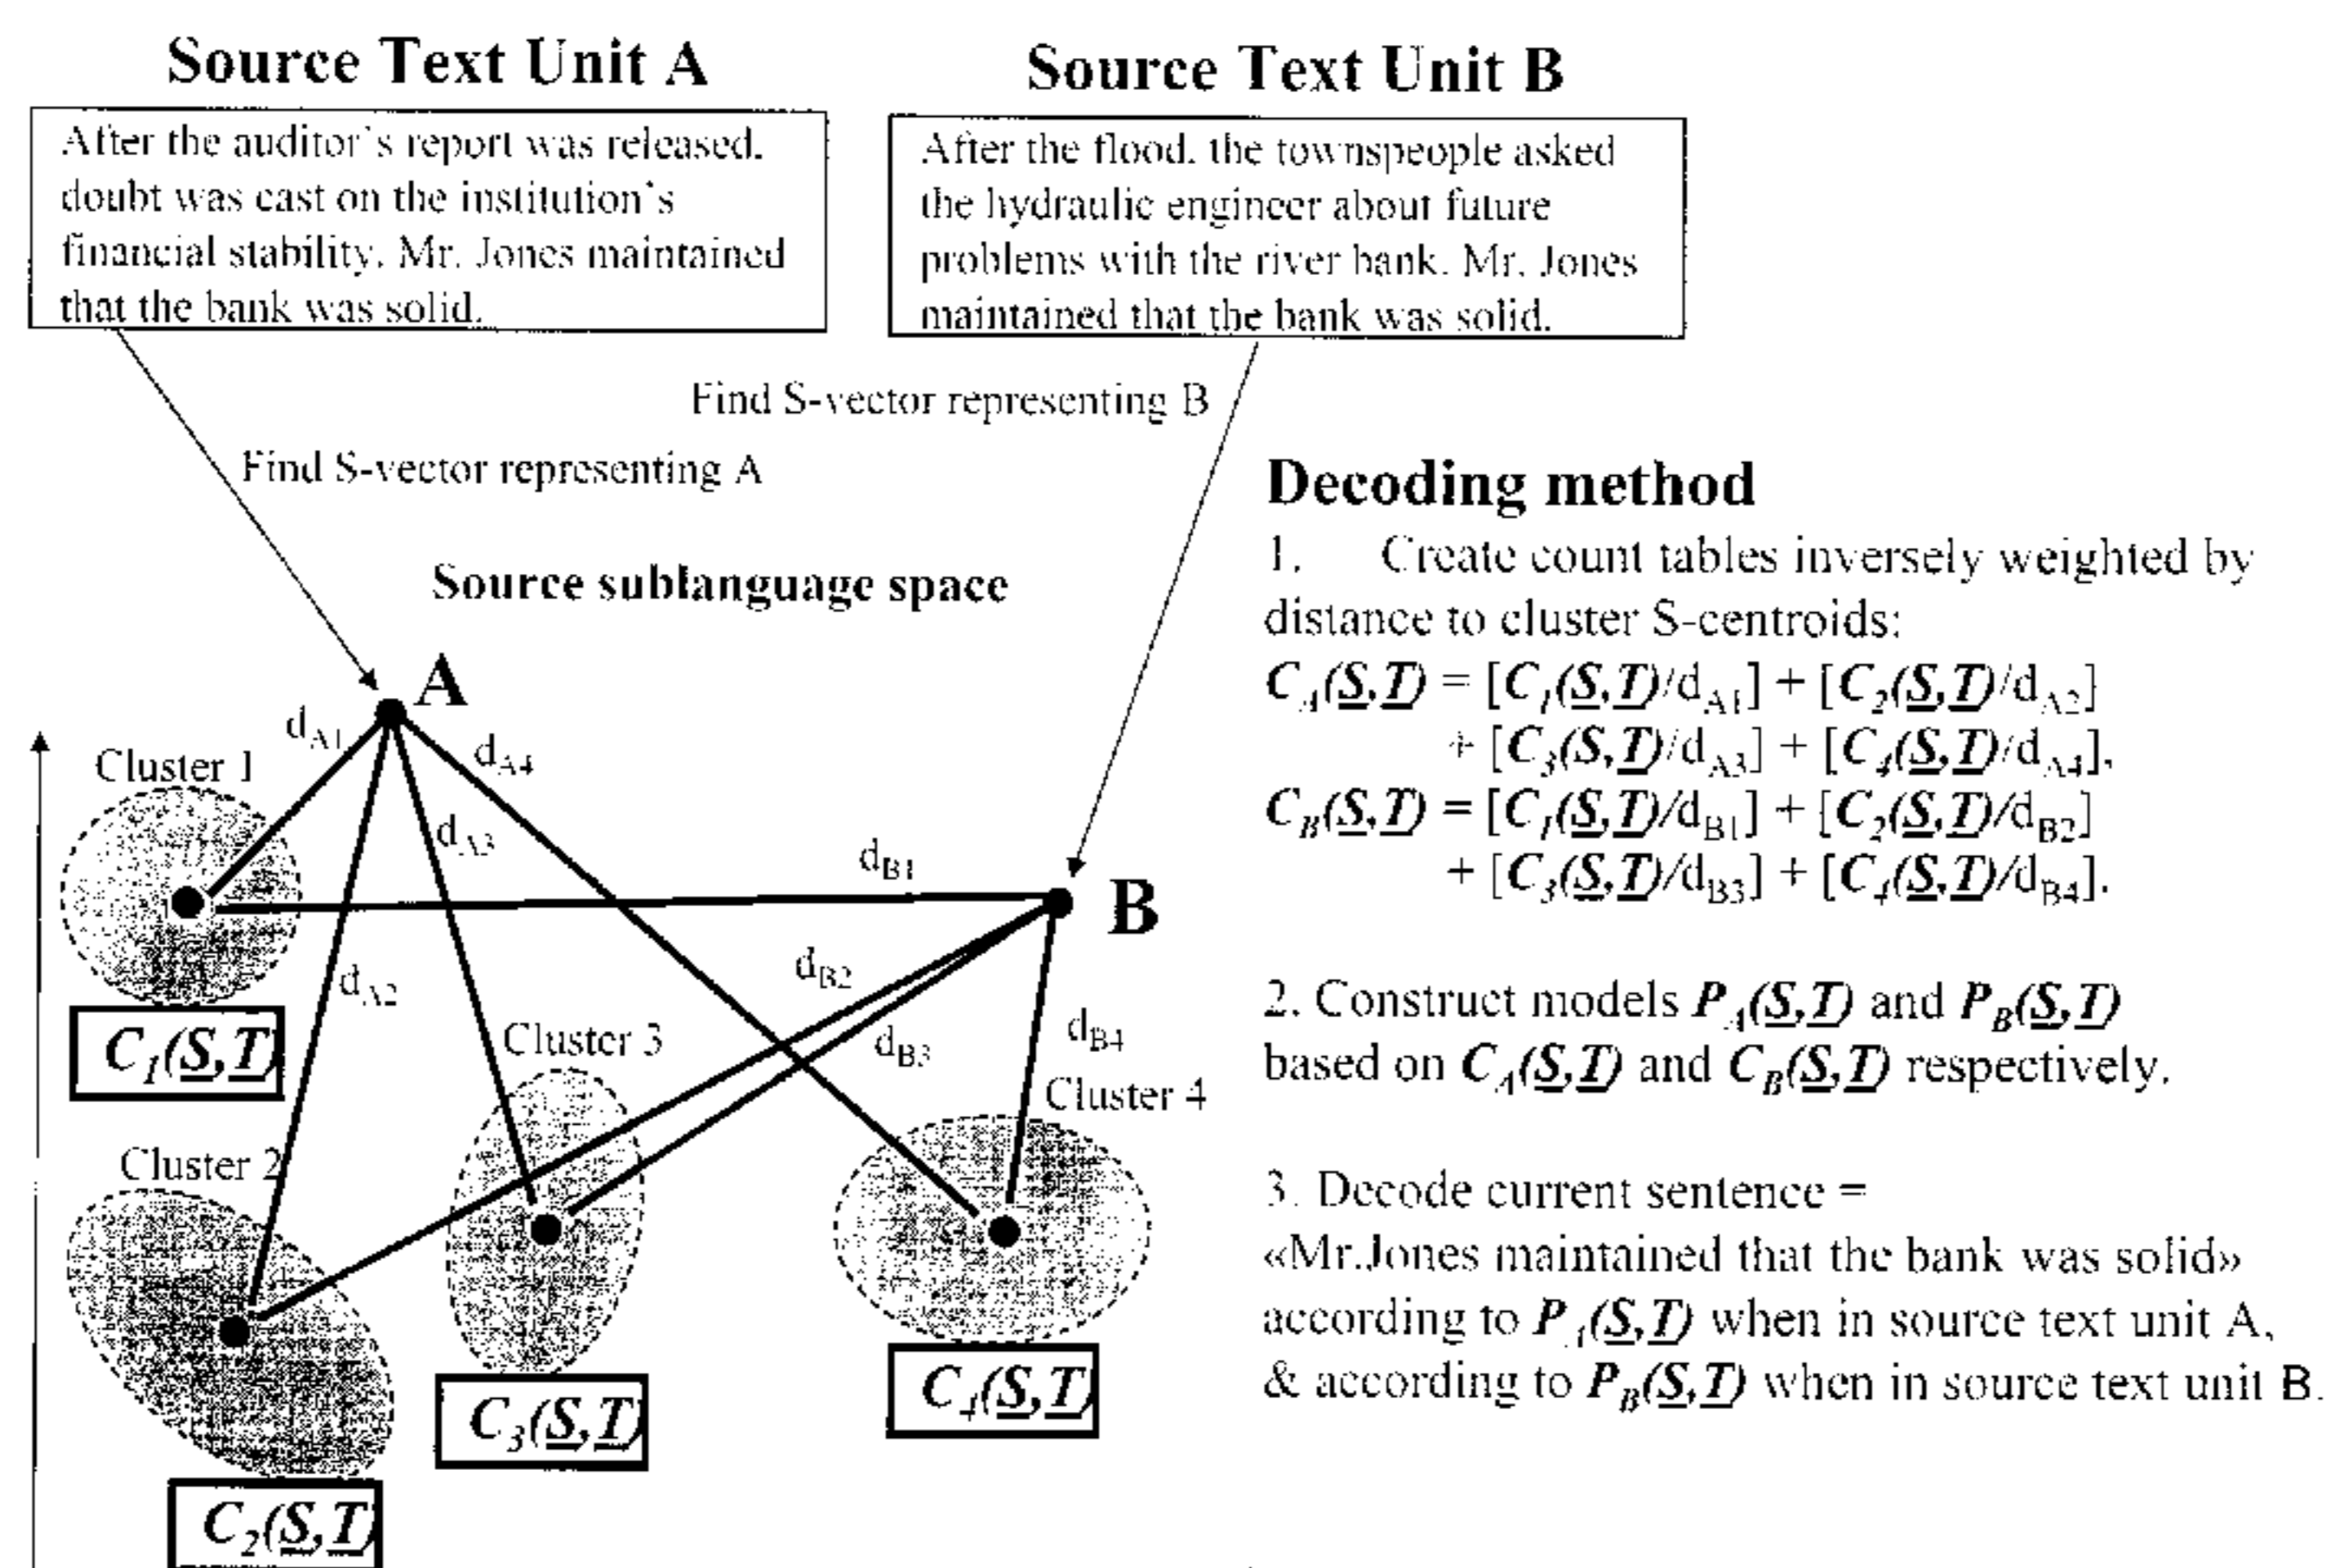 Source Text Unit A
After the auditor's report was released,
doubt was cast on the institution's
financial stability. Mr. Jones maintained
that the bank was solid.
Source Text Unit B
After the flood, the townspeople asked
the hydraulic engineer about future
problems with the river bank. Mr. Jones
maintained that the bank was solid.
Find S-vector representing B
Find S-vector representing A
Source sublanguage space
A
d_A1
d_A4
Cluster 1
d_A3
d_B1
B
d_A2
d_B2
C_1(S,T)
Cluster 3
d_B3
d_B4
Cluster 4
Cluster 2
C_3(S,T)
C_4(S,T)
C_2(S,T)
Decoding method
1. Create count tables inversely weighted by
distance to cluster S-centroids:
C_A(S,T) = [C_1(S,T)/d_A1] + [C_2(S,T)/d_A2]
+ [C_3(S,T)/d_A3] + [C_4(S,T)/d_A4],
C_B(S,T) = [C_1(S,T)/d_B1] + [C_2(S,T)/d_B2]
+ [C_3(S,T)/d_B3] + [C_4(S,T)/d_B4].
2. Construct models P_A(S,T) and P_B(S,T)
based on C_A(S,T) and C_B(S,T) respectively.
3. Decode current sentence =
«Mr.Jones maintained that the bank was solid»
according to P_A(S,T) when in source text unit A,
& according to P_B(S,T) when in source text unit B.